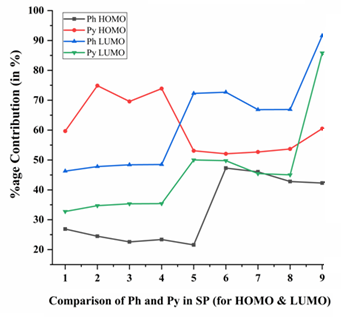 Ph HOMO
Py HOMO
Ph LUMO
Py LUMO
%age Contribution (in %)
100
90
80
70
60
50
40
30
20
1 2 3 4 5 6 7 8 9
Comparison of Ph and Py in SP (for HOMO & LUMO)